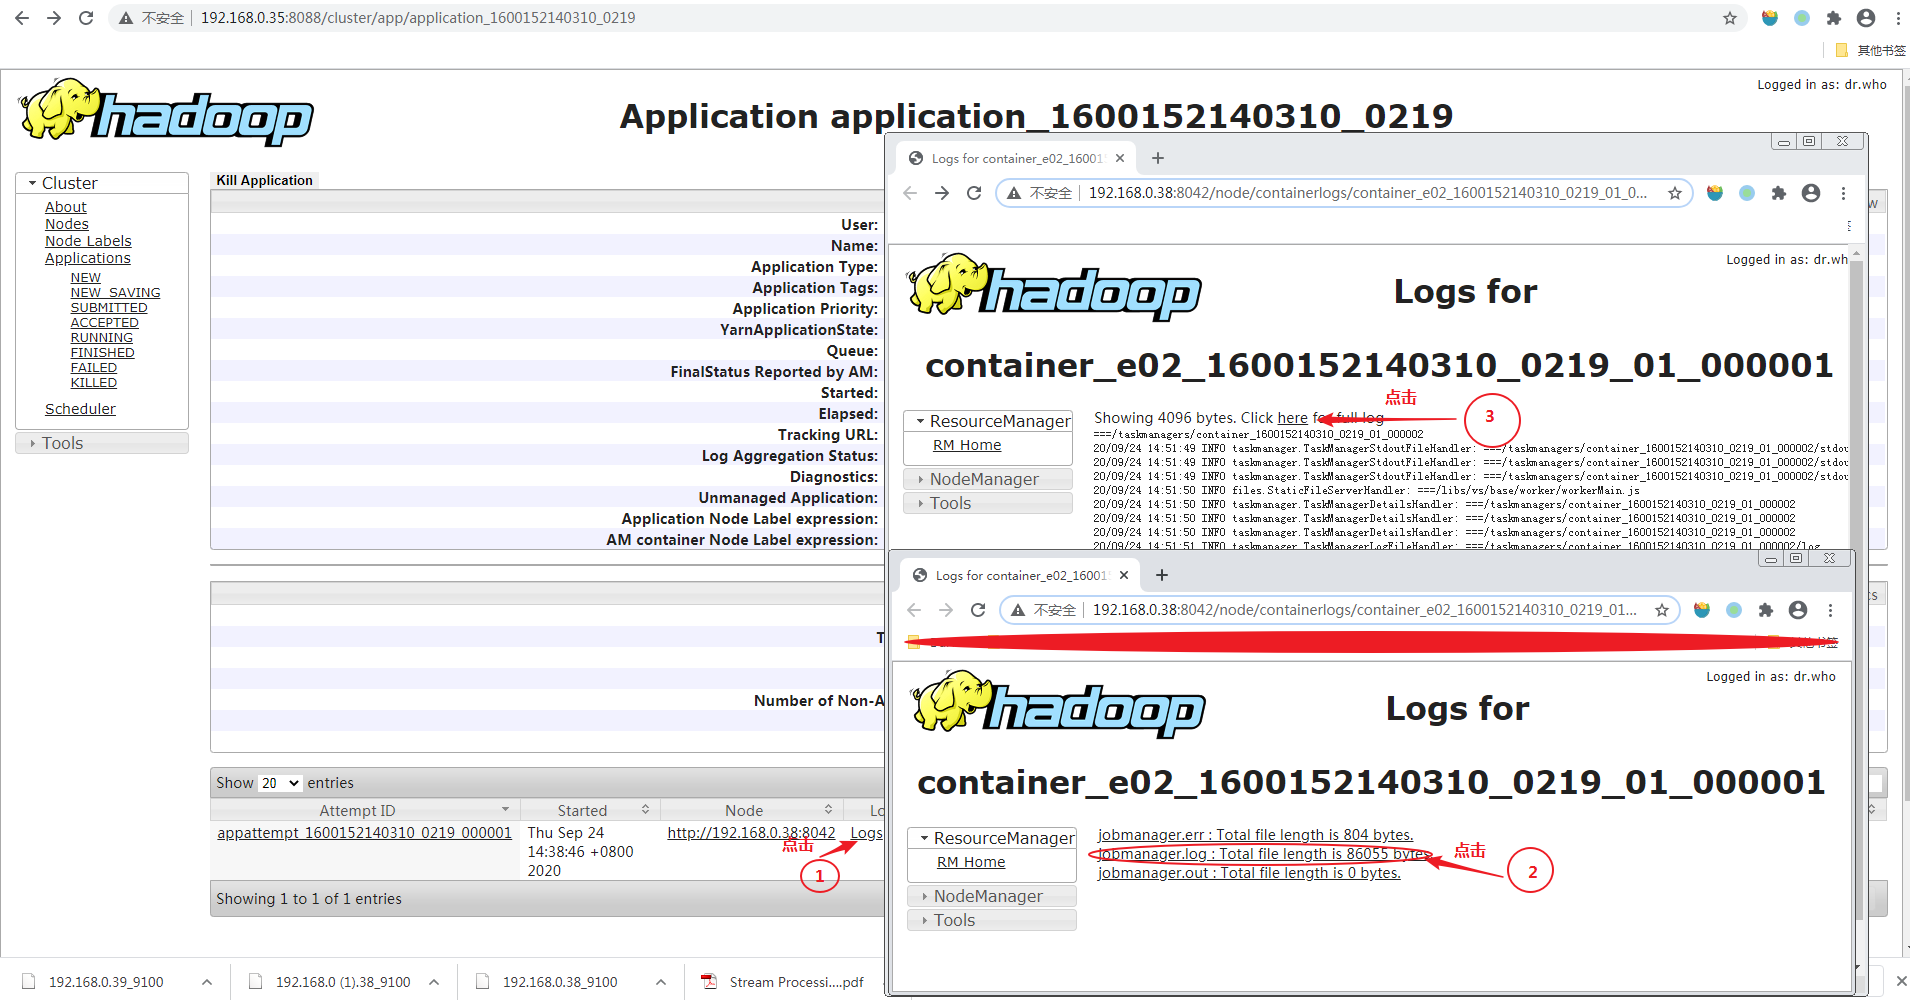 不安全 192.168.0.35:8088/cluster/app/application_1600152140310_0219
其他书签
Logged in as: dr.who
hadoop
Application application_1600152140310_0219
Cluster
About
Nodes
Node Labels
Applications
NEW
NEW_SAVING
SUBMITTED
ACCEPTED
RUNNING
FINISHED
FAILED
KILLED
Scheduler
Tools
Kill Application
User:
Name:
Application Type:
Application Tags:
Application Priority:
YarnApplicationState:
Queue:
FinalStatus Reported by AM:
Started:
Elapsed:
Tracking URL:
Log Aggregation Status:
Diagnostics:
Unmanaged Application:
Application Node Label expression:
AM container Node Label expression:
Number of Non-A
Show 20 entries
Attempt ID Started Node Lo
appattempt_1600152140310_0219_000001 Thu Sep 24 14:38:46 +0800 2020 http://192.168.0.38:8042 Logs
点击
1
Showing 1 to 1 of 1 entries
Logs for container_e02_160015
不安全 192.168.0.38:8042/node/containerlogs/container_e02_1600152140310_0219_01_0...
Logged in as: dr.wh
hadoop
Logs for
container_e02_1600152140310_0219_01_000001
点击
3
ResourceManager
RM Home
NodeManager
Tools
Showing 4096 bytes. Click here for full log
===/taskmanagers/container_1600152140310_0219_01_000002
20/09/24 14:51:49 INFO taskmanager.TaskManagerStdoutFileHandler: ===/taskmanagers/container_1600152140310_0219_01_000002/stdou
20/09/24 14:51:49 INFO taskmanager.TaskManagerStdoutFileHandler: ===/taskmanagers/container_1600152140310_0219_01_000002/stdou
20/09/24 14:51:49 INFO taskmanager.TaskManagerStdoutFileHandler: ===/taskmanagers/container_1600152140310_0219_01_000002/stdou
20/09/24 14:51:50 INFO files.StaticFileServerHandler: ===/libs/vs/base/worker/workerMain.js
20/09/24 14:51:50 INFO taskmanager.TaskManagerDetailsHandler: ===/taskmanagers/container_1600152140310_0219_01_000002
20/09/24 14:51:50 INFO taskmanager.TaskManagerDetailsHandler: ===/taskmanagers/container_1600152140310_0219_01_000002
20/09/24 14:51:50 INFO taskmanager.TaskManagerDetailsHandler: ===/taskmanagers/container_1600152140310_0219_01_000002
20/09/24 14:51:51 INFO taskmanager.TaskManagerLogFileHandler: ===/taskmanagers/container_1600152140310_0219_01_000002/log
Logs for container_e02_16001
不安全 192.168.0.38:8042/node/containerlogs/container_e02_1600152140310_0219_01...
Logged in as: dr.who
hadoop
Logs for
container_e02_1600152140310_0219_01_000001
ResourceManager
RM Home
NodeManager
Tools
jobmanager.err : Total file length is 804 bytes.
jobmanager.log : Total file length is 86055 bytes
jobmanager.out : Total file length is 0 bytes.
点击
2
192.168.0.39_9100
192.168.0 (1).38_9100
192.168.0.38_9100
Stream Processi....pdf